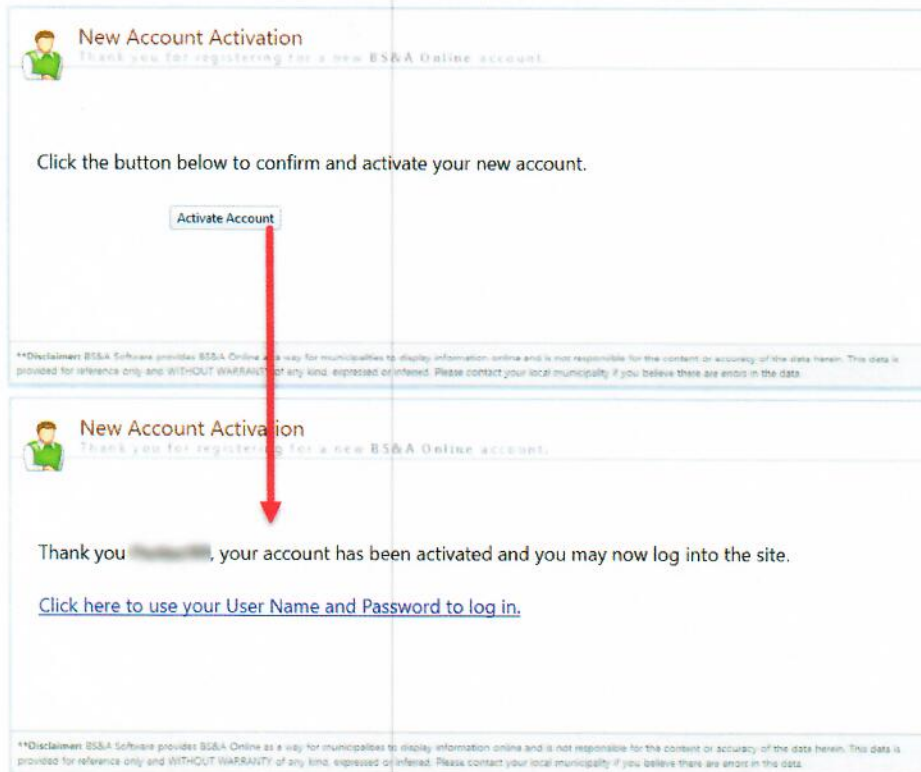 New Account Activation
Thank you for registering for a new BS&A Online account.
Click the button below to confirm and activate your new account.
Activate Account
**Disclaimer: BS&A Software provides BS&A Online as a way for municipalities to display information online and is not responsible for the content or accuracy of the data herein. This data is
provided for reference only and WITHOUT WARRANTY of any kind, expressed or inferred. Please contact your local municipality if you believe there are errors in the data.
New Account Activation
Thank you for registering for a new BS&A Online account.
Thank you , your account has been activated and you may now log into the site.
Click here to use your User Name and Password to log in.
**Disclaimer: BS&A Software provides BS&A Online as a way for municipalities to display information online and is not responsible for the content or accuracy of the data herein. This data is
provided for reference only and WITHOUT WARRANTY of any kind, expressed or inferred. Please contact your local municipality if you believe there are errors in the data.